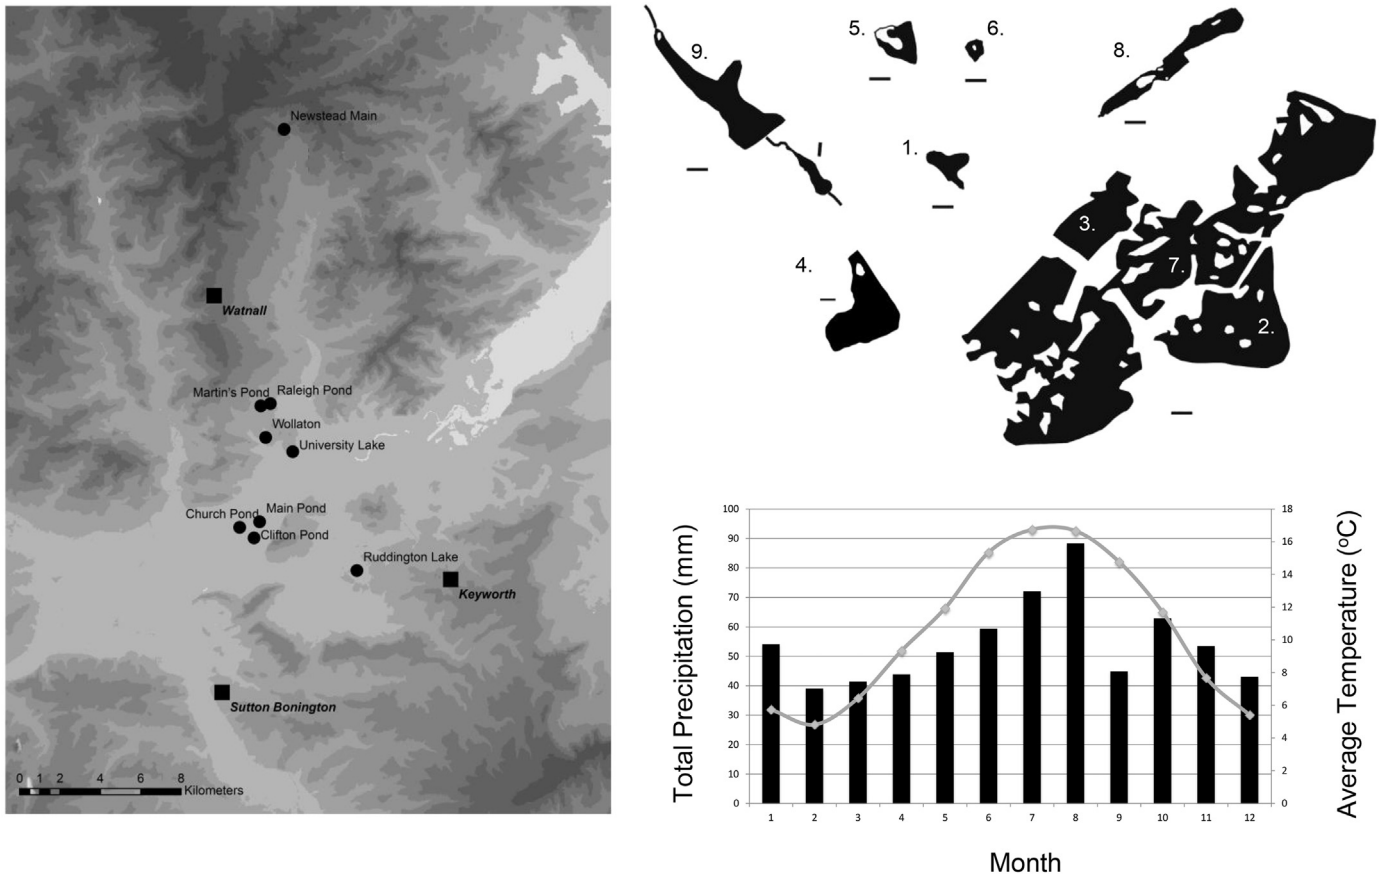 Newstead Main
Watnall
Martin's Pond
Raleigh Pond
Wollaton
University Lake
Church Pond
Main Pond
Clifton Pond
Ruddington Lake
Keyworth
Sutton Bonington
0 1 2 4 6 8
Kilometers
9.
5.
6.
8.
1.
3.
4.
7.
2.
Total Precipitation (mm)
100
90
80
70
60
50
40
30
20
10
0
18
16
14
12
10
8
6
4
2
0
Average Temperature (ºC)
1 2 3 4 5 6 7 8 9 10 11 12
Month